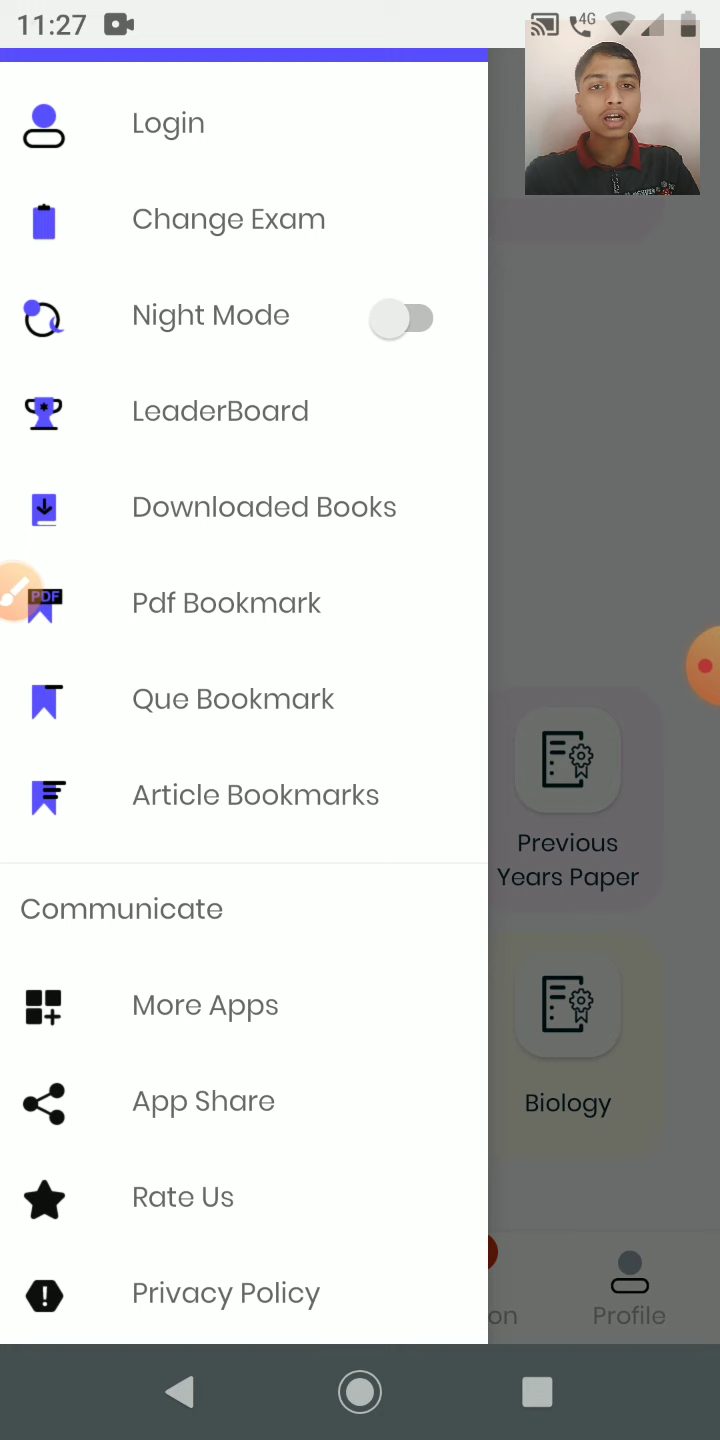 11:27
4G
Login
Change Exam
Night Mode
LeaderBoard
Downloaded Books
PDF
Pdf Bookmark
Que Bookmark
Article Bookmarks
Previous
Years Paper
Communicate
More Apps
App Share
Biology
Rate Us
Privacy Policy
on
Profile